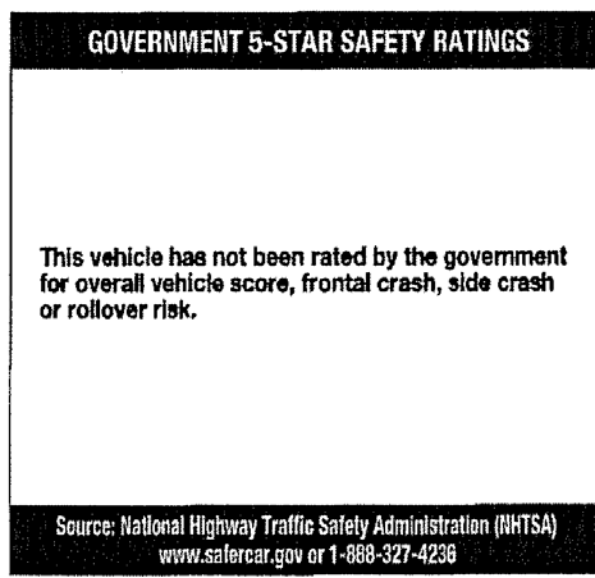 GOVERNMENT 5-STAR SAFETY RATINGS
This vehicle has not been rated by the government
for overall vehicle score, frontal crash, side crash
or rollover risk.
Source: National Highway Traffic Safety Administration (NHTSA)
www.safercar.gov or 1-888-327-4236